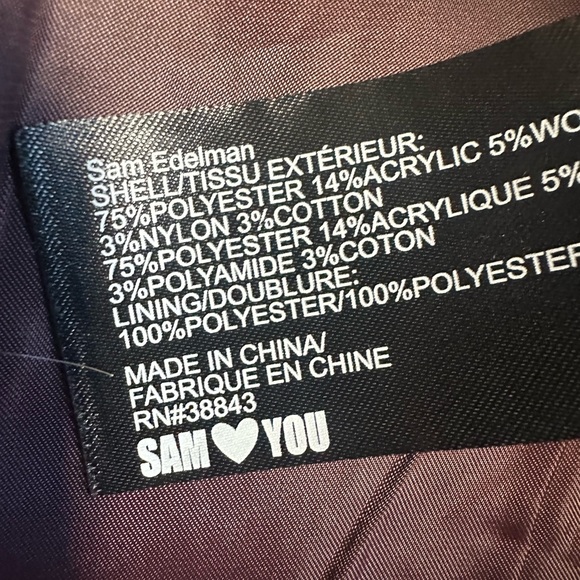 Sam Edelman
SHELL/TISSU EXTÉRIEUR:
75%POLYESTER 14%ACRYLIC 5%WO
3%NYLON 3%COTTON
75%POLYESTER 14%ACRYLIQUE 5%
3%POLYAMIDE 3%COTON
LINING/DOUBLURE:
100%POLYESTER/100%POLYESTER
MADE IN CHINA/
FABRIQUE EN CHINE
RN#38843
SAM♥YOU